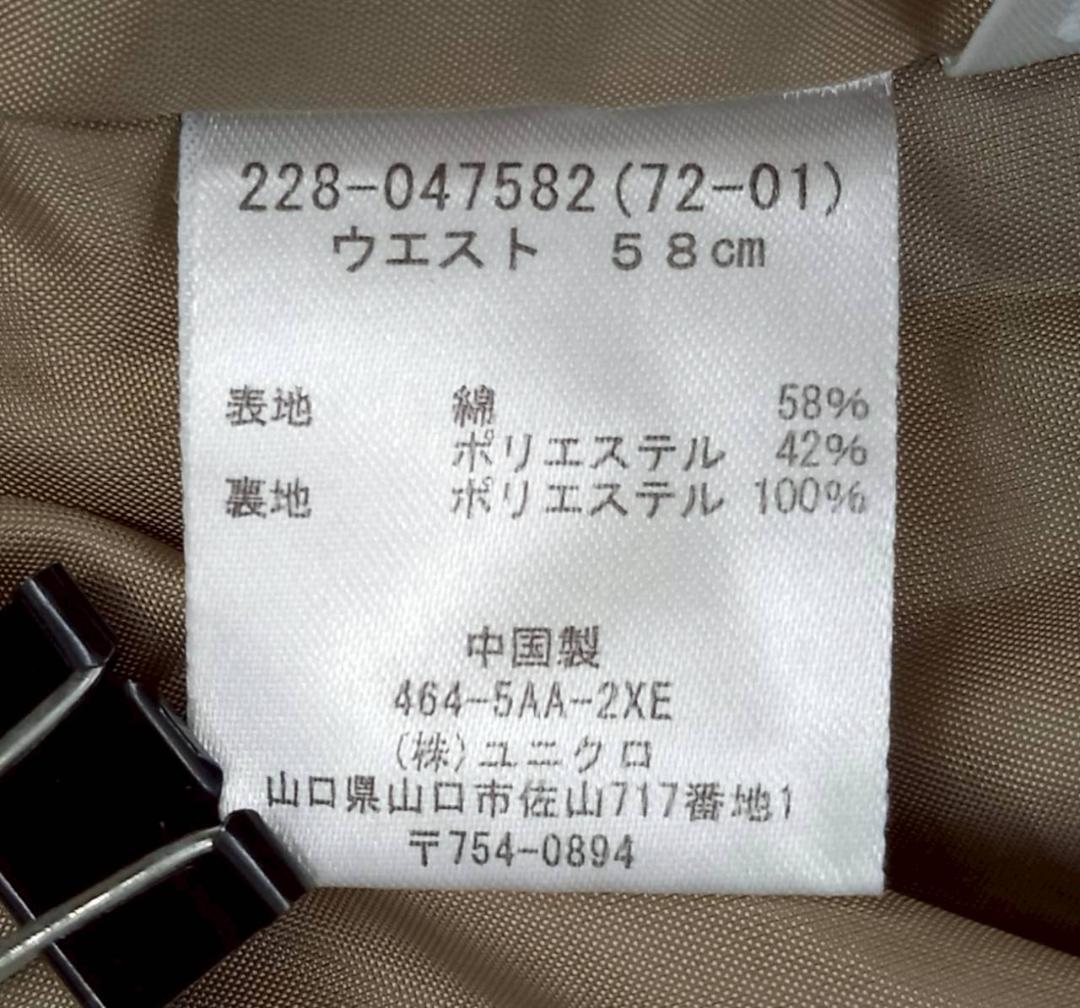 228-047582(72-01)
ウエスト　５８cm
表地　綿　58%
ポリエステル　42%
裏地　ポリエステル　100%
中国製
464-5AA-2XE
(株)ユニクロ
山口県山口市佐山717番地1
〒754-0894